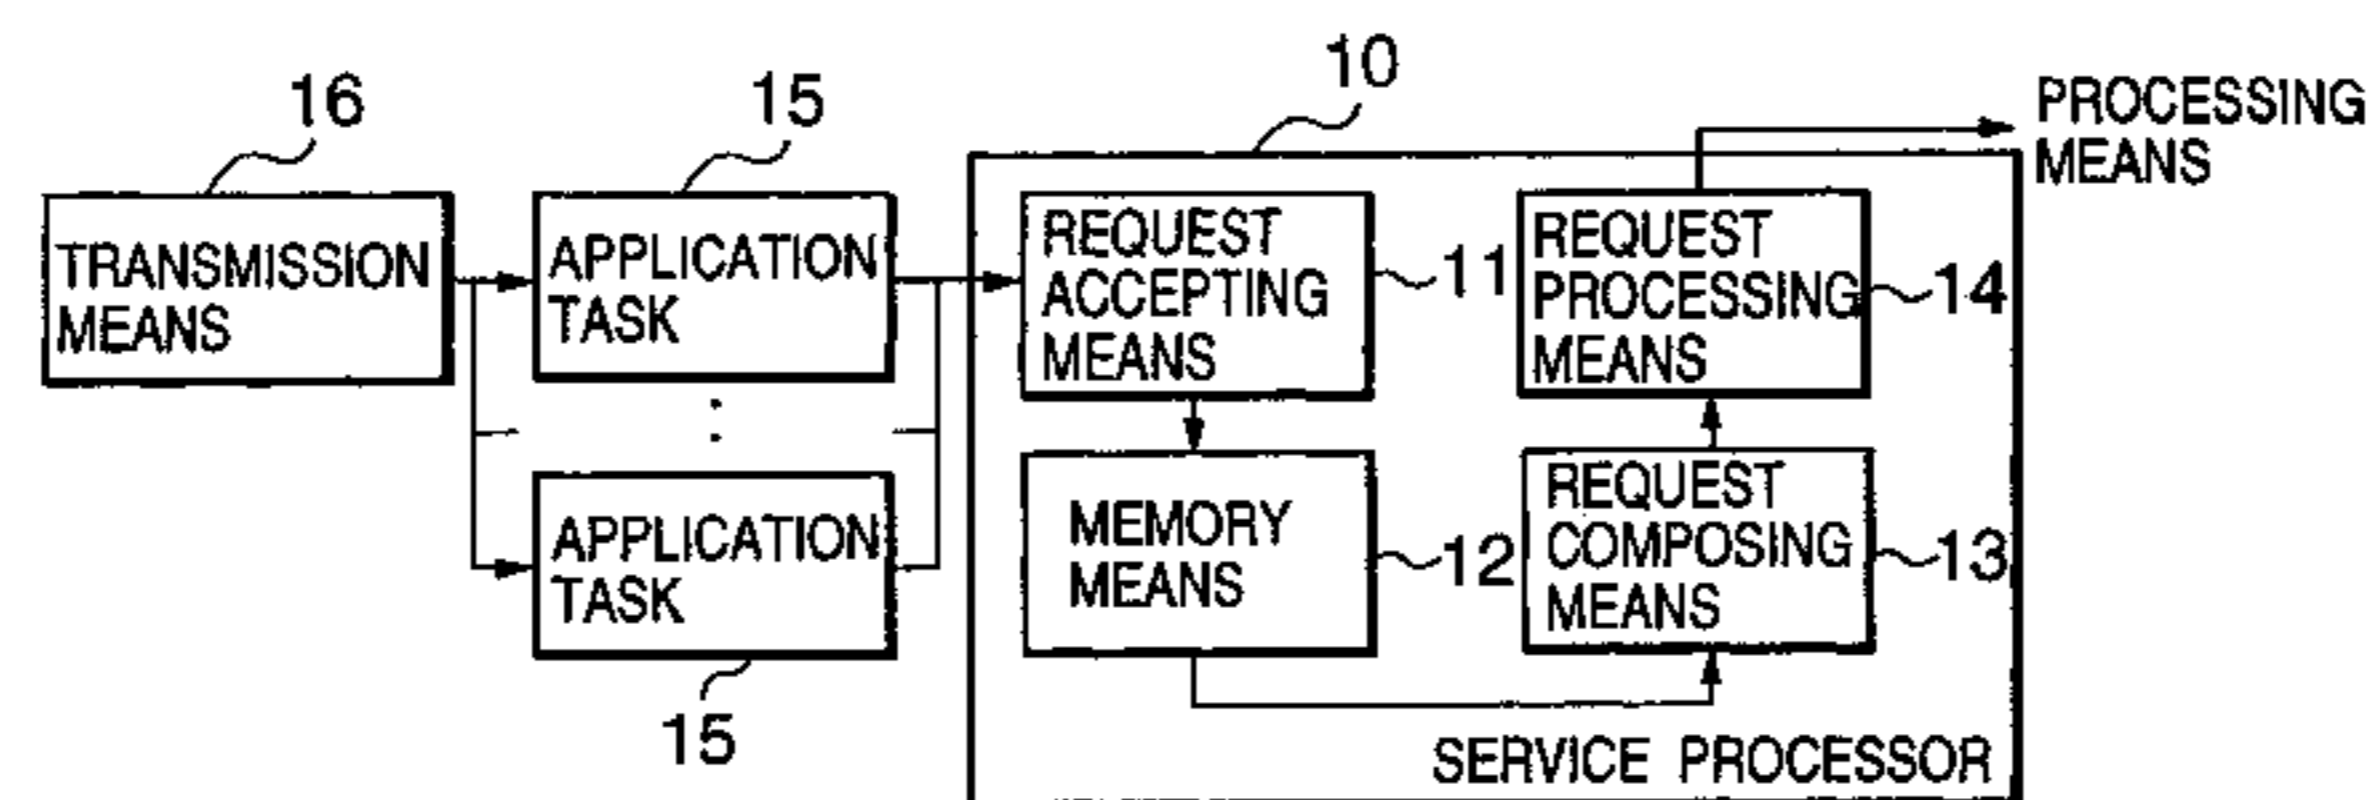 16
15
10
PROCESSING
MEANS
TRANSMISSION
MEANS
APPLICATION
TASK
REQUEST
ACCEPTING
MEANS
11
REQUEST
PROCESSING
MEANS
14
APPLICATION
TASK
15
MEMORY
MEANS
12
REQUEST
COMPOSING
MEANS
13
SERVICE PROCESSOR